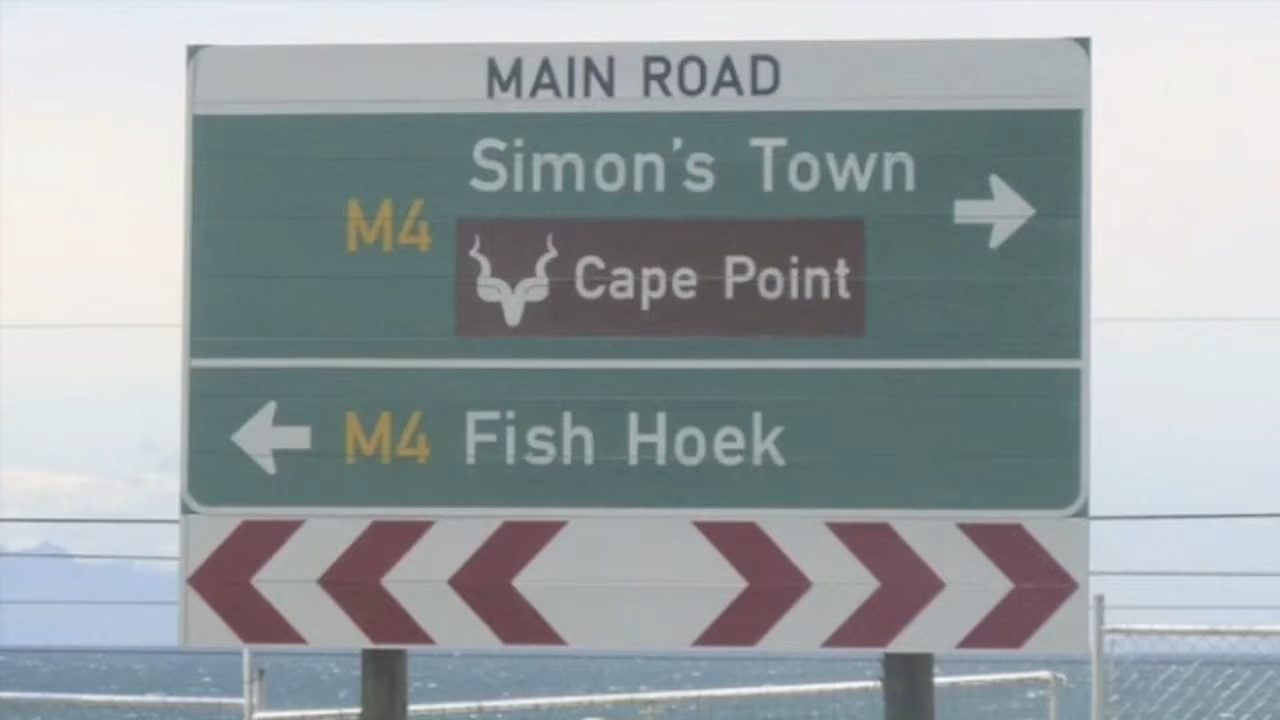 MAIN ROAD
Simon's Town
M4
Cape Point
M4 Fish Hoek